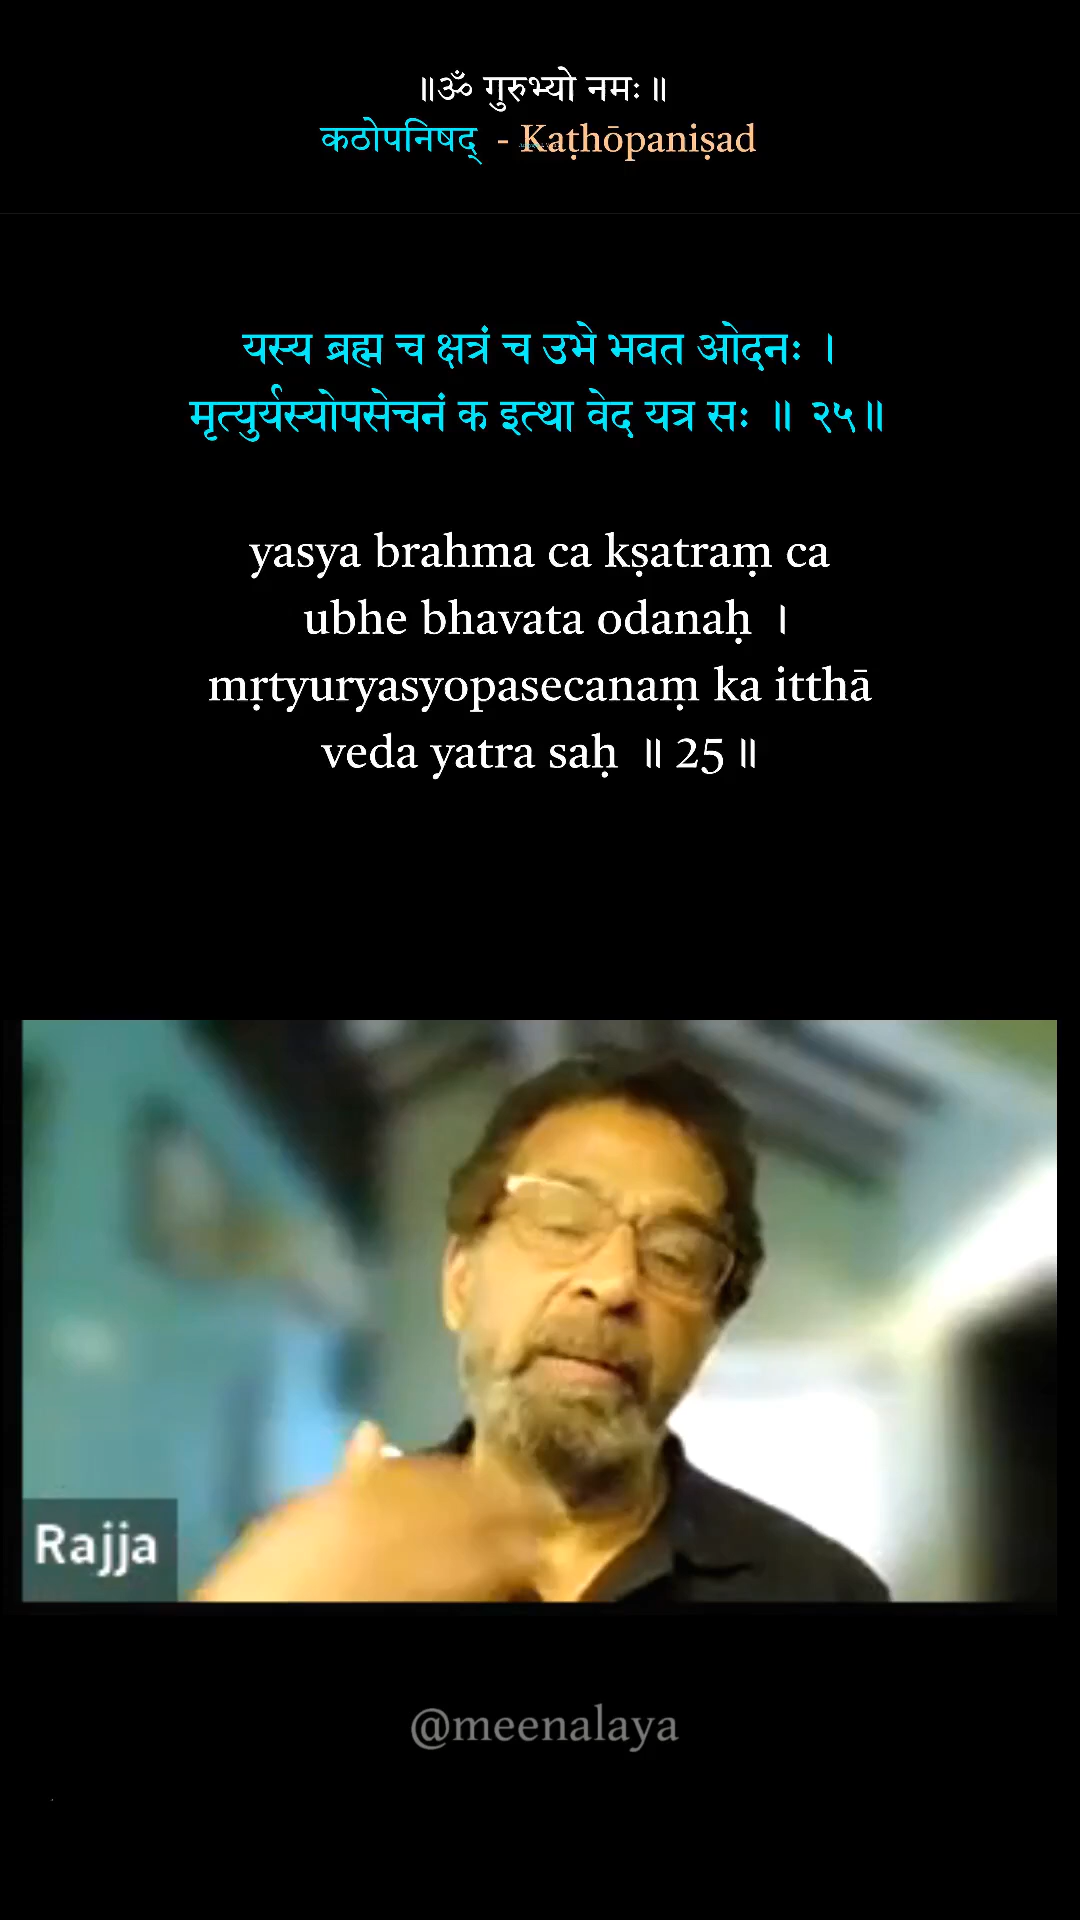 ॥ॐ गुरुभ्यो नमः॥
कठोपनिषद् - Kaṭhōpaniṣad
यस्य ब्रह्म च क्षत्रं च उभे भवत ओदनः ।
मृत्युर्यस्योपसेचनं क इत्था वेद यत्र सः ॥ २५॥
yasya brahma ca kṣatraṃ ca
ubhe bhavata odanaḥ ।
mṛtyuryasyopasecanaṃ ka itthā
veda yatra saḥ ॥ 25॥
Rajja
@meenalaya